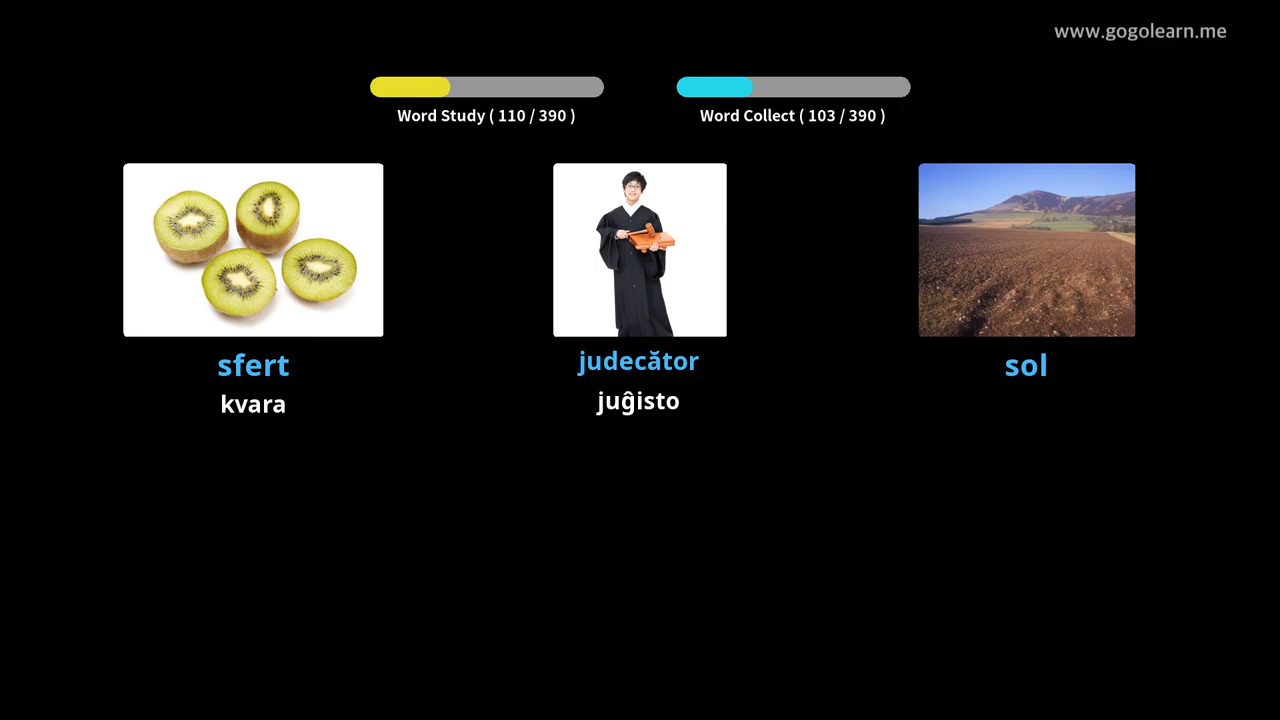 www.gogolearn.me
Word Study ( 110 / 390 )
Word Collect ( 103 / 390 )
sfert
kvara
judecător
juĝisto
sol